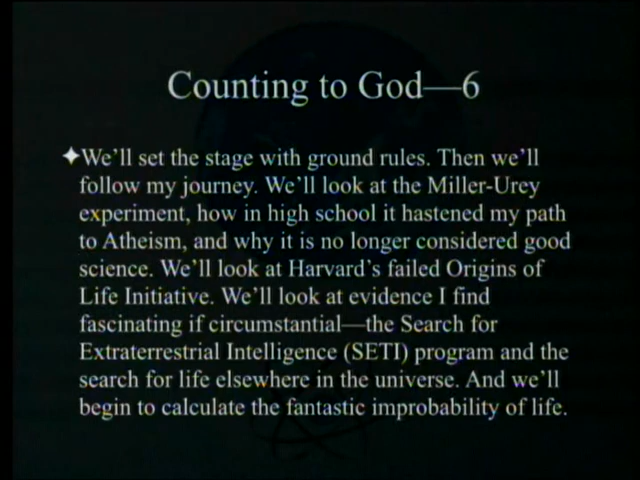 Counting to God—6
✦We’ll set the stage with ground rules. Then we’ll
follow my journey. We’ll look at the Miller-Urey
experiment, how in high school it hastened my path
to Atheism, and why it is no longer considered good
science. We’ll look at Harvard’s failed Origins of
Life Initiative. We’ll look at evidence I find
fascinating if circumstantial—the Search for
Extraterrestrial Intelligence (SETI) program and the
search for life elsewhere in the universe. And we’ll
begin to calculate the fantastic improbability of life.